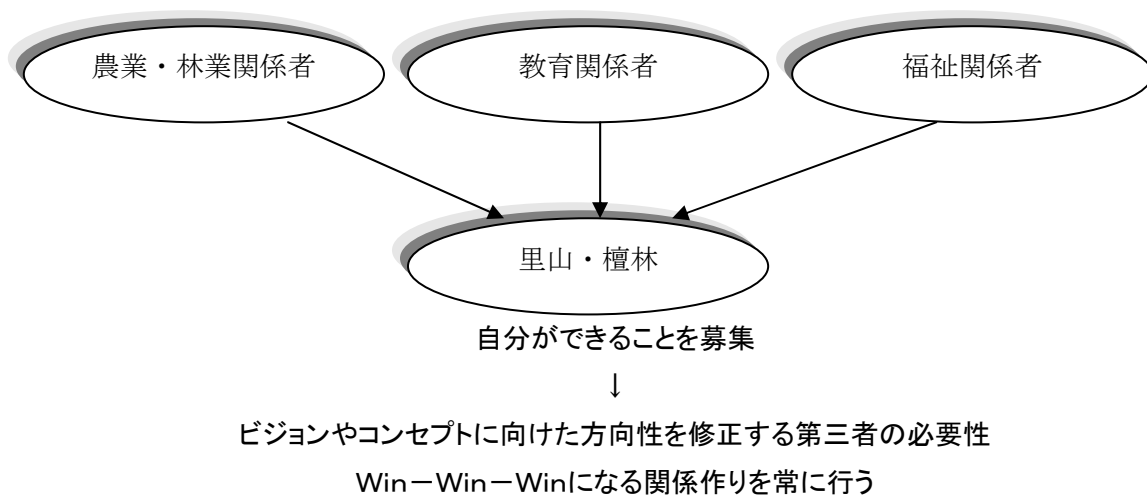 農業・林業関係者
教育関係者
福祉関係者
里山・檀林
自分ができることを募集
↓
ビジョンやコンセプトに向けた方向性を修正する第三者の必要性
Win－Win－Winになる関係作りを常に行う